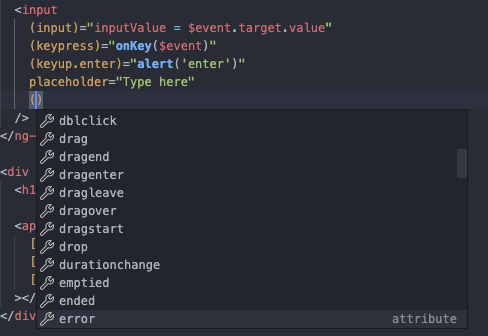 <input
(input)="inputValue = $event.target.value"
(keypress)="onKey($event)"
(keyup.enter)="alert('enter')"
placeholder="Type here"
()
/>
</ng-
<div
<h1
<ap
[
[
[
></
</div
dblclick
drag
dragend
dragenter
dragleave
dragover
dragstart
drop
durationchange
emptied
ended
error attribute